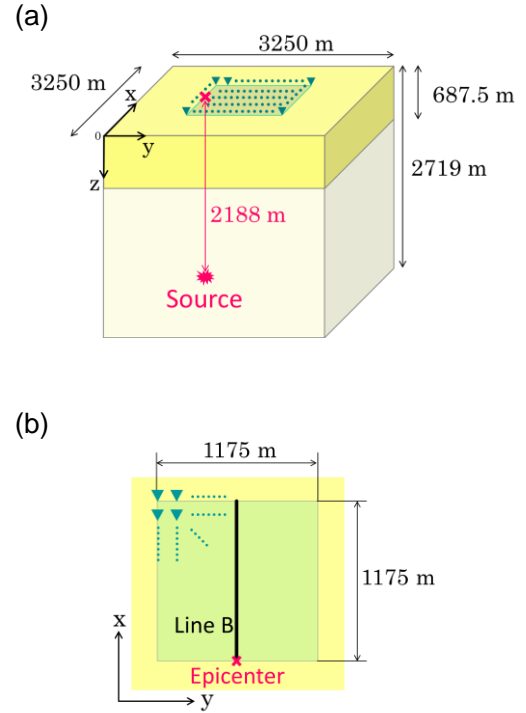 (a)
3250 m
3250 m
x
687.5 m
0
y
z
2719 m
2188 m
Source
(b)
1175 m
1175 m
Line B
x
Epicenter
y